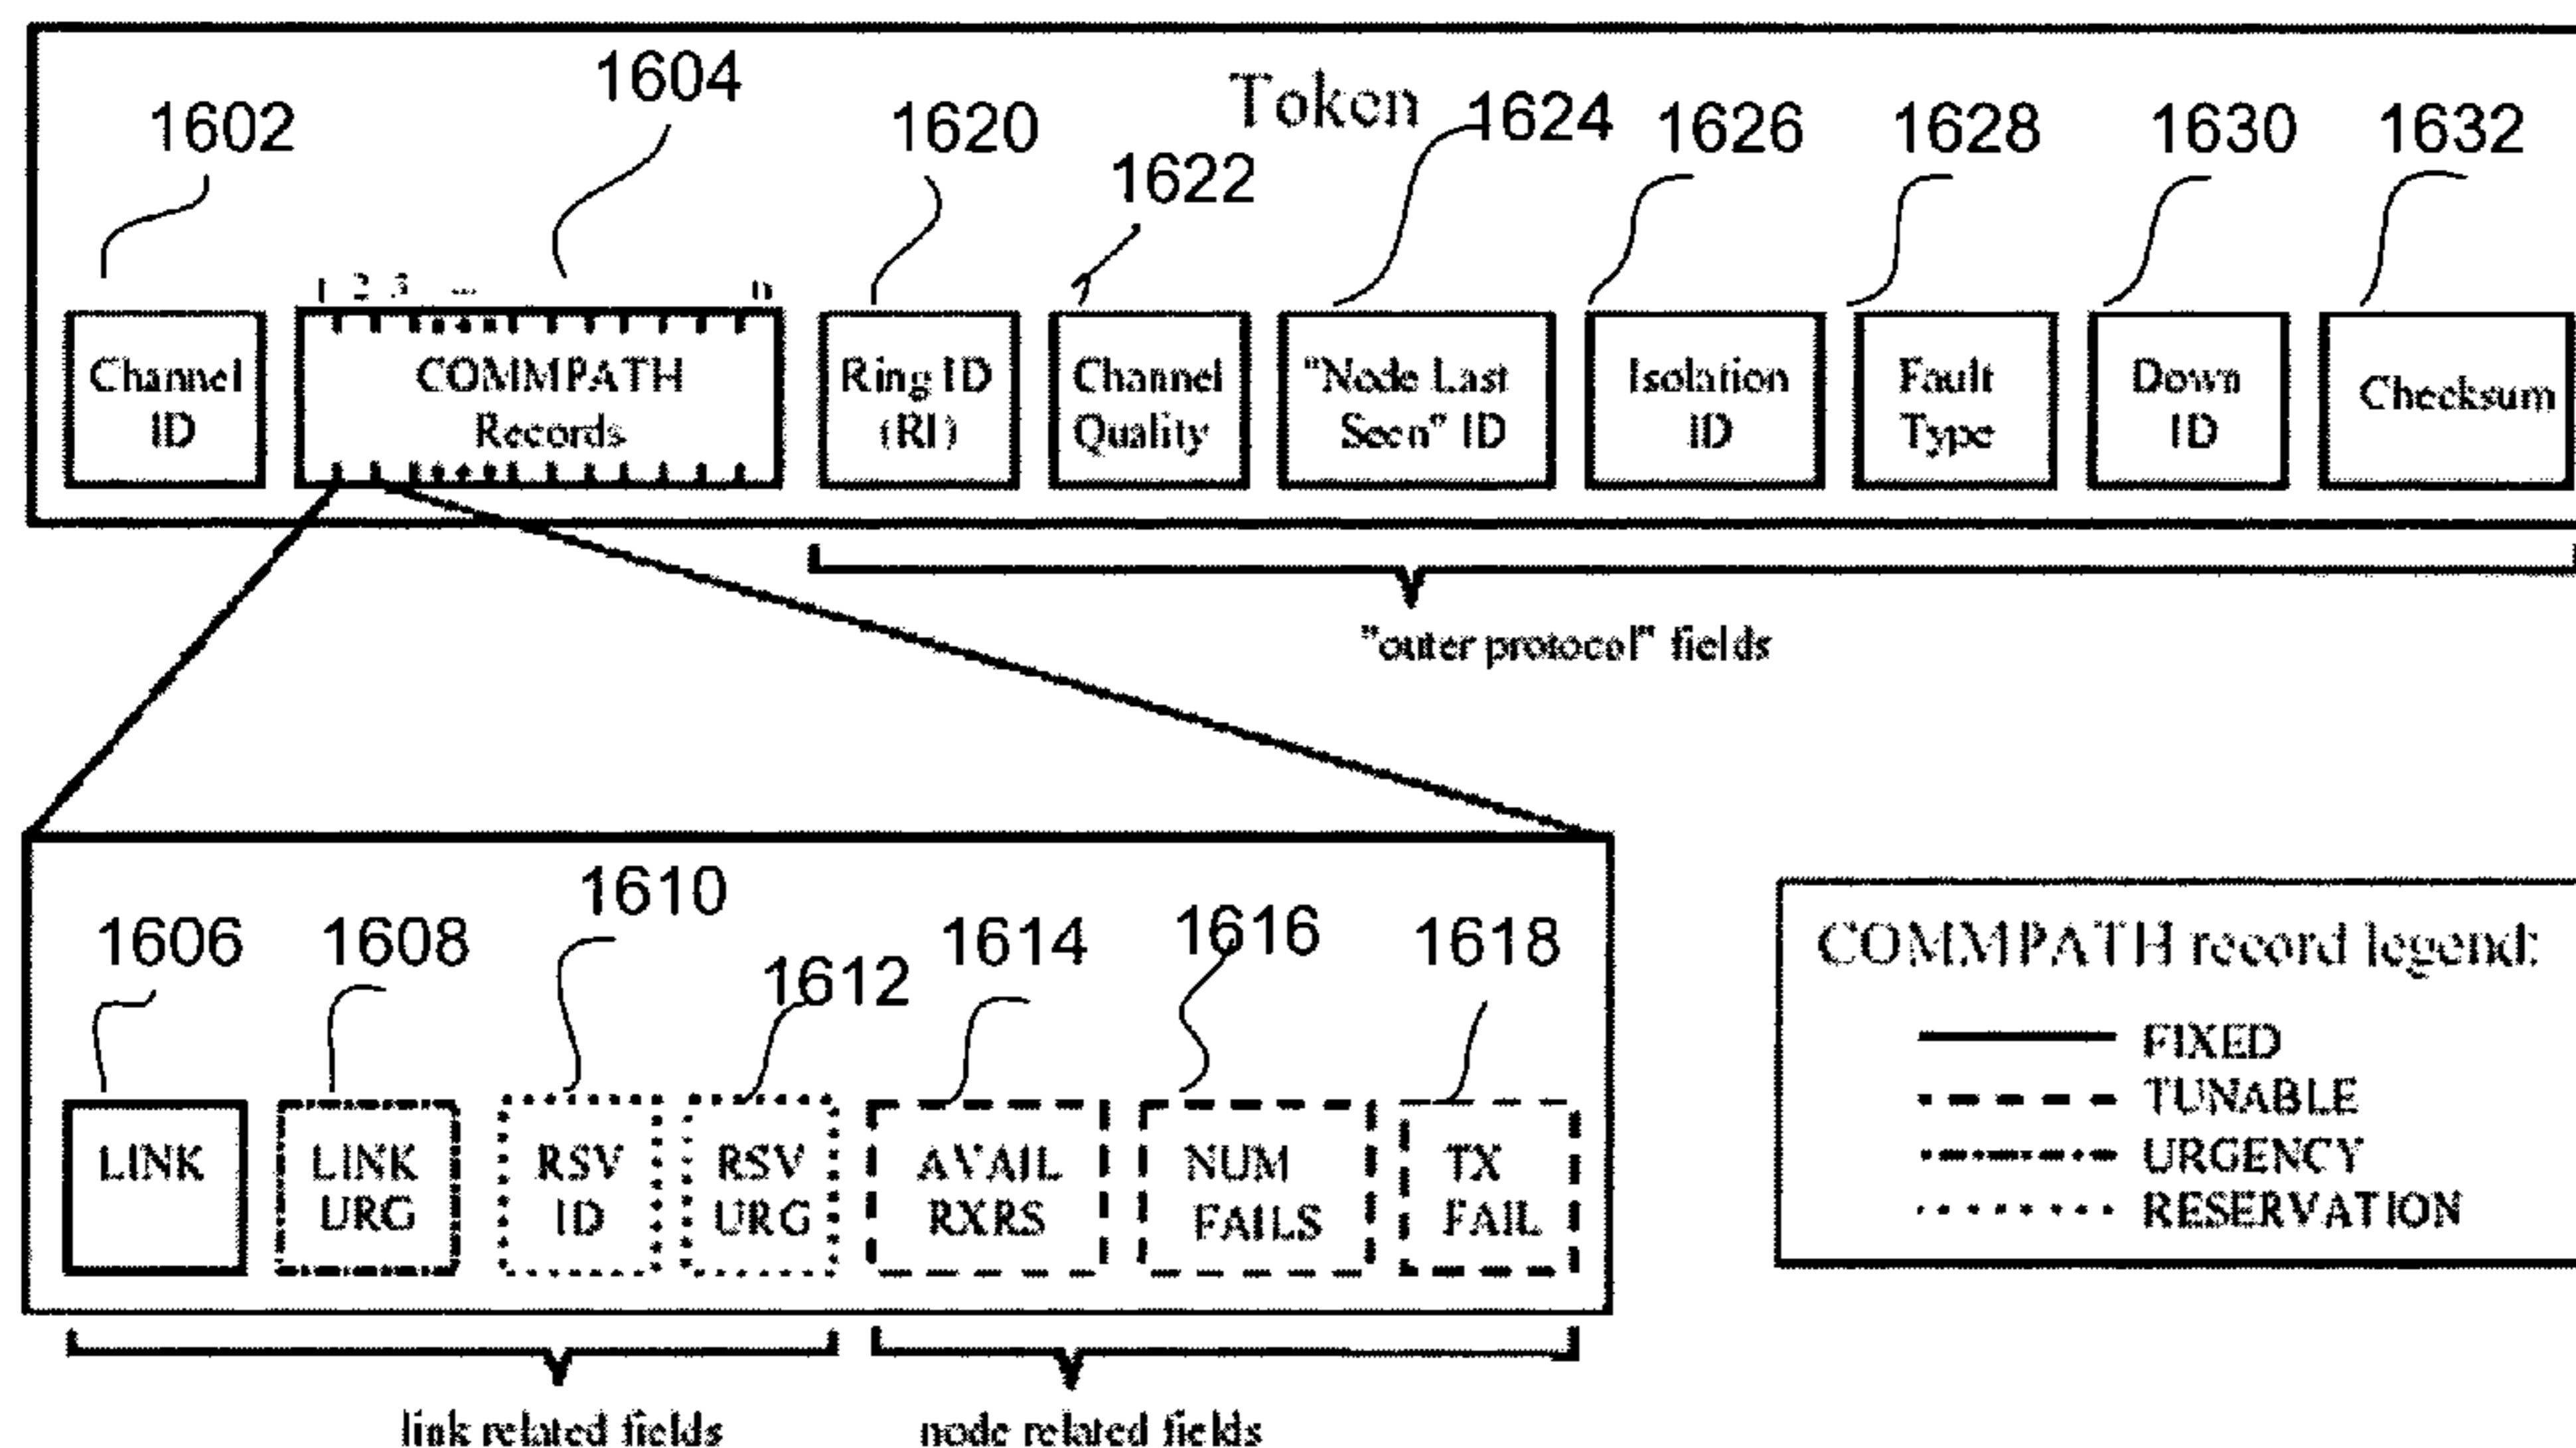 Token
1602
1604
1620
1622
1624
1626
1628
1630
1632
1 2 3 ... n
Channel
ID
COMMPATH
Records
Ring ID
(RI)
Channel
Quality
"Node Last
Seen" ID
Isolation
ID
Fault
Type
Down
ID
Checksum
"outer protocol" fields
1606
1608
1610
1612
1614
1616
1618
LINK
LINK
URG
RSV
ID
RSV
URG
AVAIL
RXRS
NUM
FAILS
TX
FAIL
link related fields
node related fields
COMMPATH record legend:
FIXED
TUNABLE
URGENCY
RESERVATION